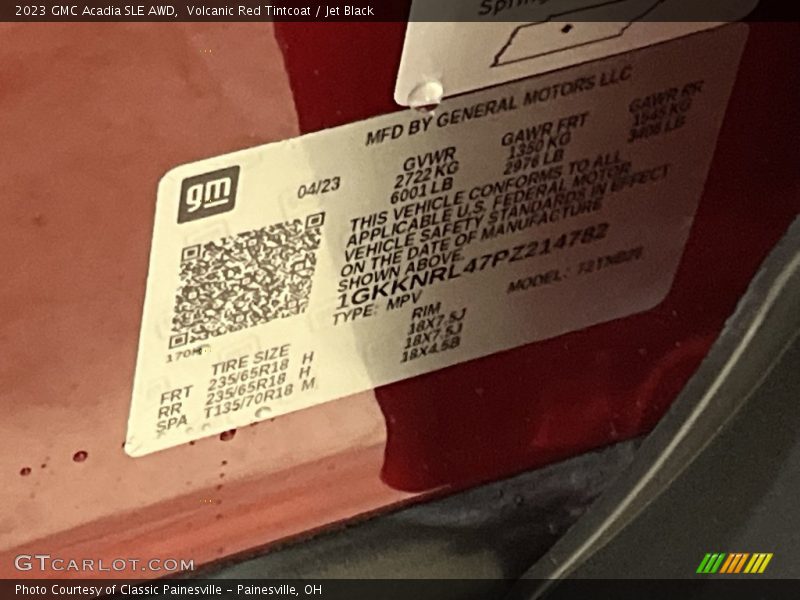 2023 GMC Acadia SLE AWD, Volcanic Red Tintcoat / Jet Black
MFD BY GENERAL MOTORS LLC
gm
04/23
GVWR
2722 KG
6001 LB
GAWR FRT
1350 KG
2976 LB
GAWR RR
1545 KG
3406 LB
THIS VEHICLE CONFORMS TO ALL
APPLICABLE U.S. FEDERAL MOTOR
VEHICLE SAFETY STANDARDS IN EFFECT
ON THE DATE OF MANUFACTURE
SHOWN ABOVE.
1GKKNRL47PZ214782
TYPE: MPV
MODEL:
TIRE SIZE
RIM
FRT 235/65R18 H 18X7.5J
RR 235/65R18 H 18X7.5J
SPA T135/70R18 M 18X4.5B
GTCARLOT.COM
Photo Courtesy of Classic Painesville - Painesville, OH